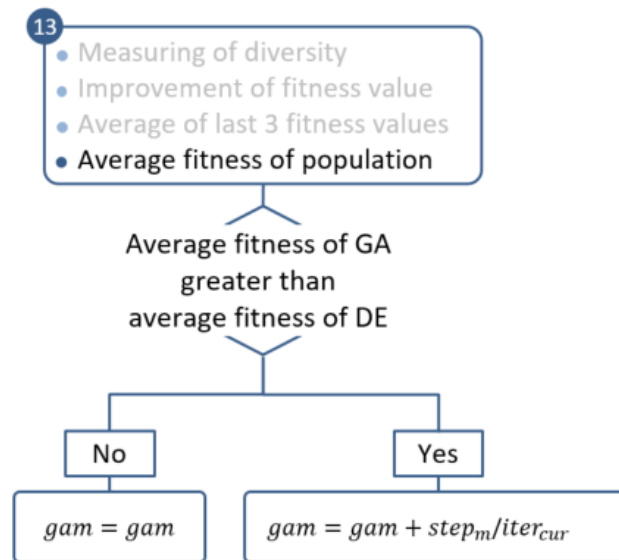 13
• Measuring of diversity
• Improvement of fitness value
• Average of last 3 fitness values
• Average fitness of population
Average fitness of GA
greater than
average fitness of DE
No
Yes
gam = gam
gam = gam + step_m/iter_cur